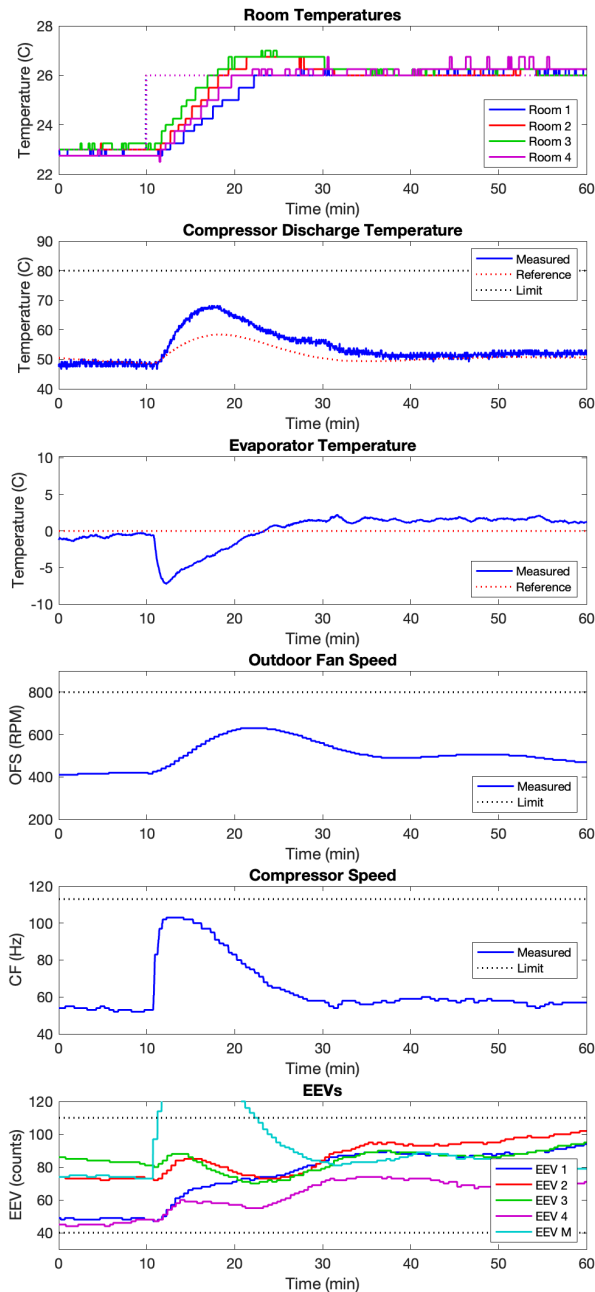 Room Temperatures
28
26
24
22
Temperature (C)
Room 1
Room 2
Room 3
Room 4
0 10 20 30 40 50 60
Time (min)
Compressor Discharge Temperature
90
80
70
60
50
40
Temperature (C)
Measured
Reference
Limit
0 10 20 30 40 50 60
Time (min)
Evaporator Temperature
10
5
0
-5
-10
Temperature (C)
Measured
Reference
0 10 20 30 40 50 60
Time (min)
Outdoor Fan Speed
800
600
400
200
OFS (RPM)
Measured
Limit
0 10 20 30 40 50 60
Time (min)
Compressor Speed
120
100
80
60
40
CF (Hz)
Measured
Limit
0 10 20 30 40 50 60
Time (min)
EEVs
120
100
80
60
40
EEV (counts)
EEV 1
EEV 2
EEV 3
EEV 4
EEV M
0 10 20 30 40 50 60
Time (min)